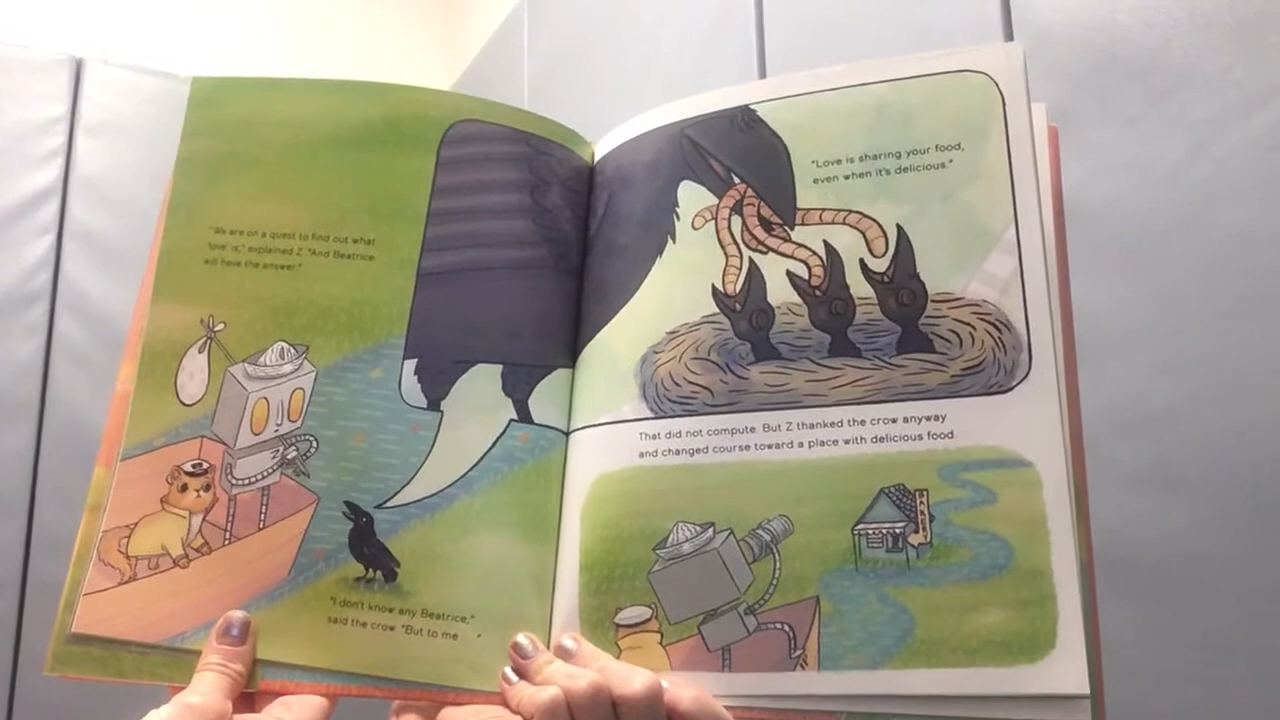 "We are on a quest to find out what
'love' is," explained Z. "And Beatrice
will have the answer."
"I don't know any Beatrice,"
said the crow. "But to me . . ."
"Love is sharing your food,
even when it's delicious."
That did not compute. But Z thanked the crow anyway
and changed course toward a place with delicious food.
Z
BAKERY